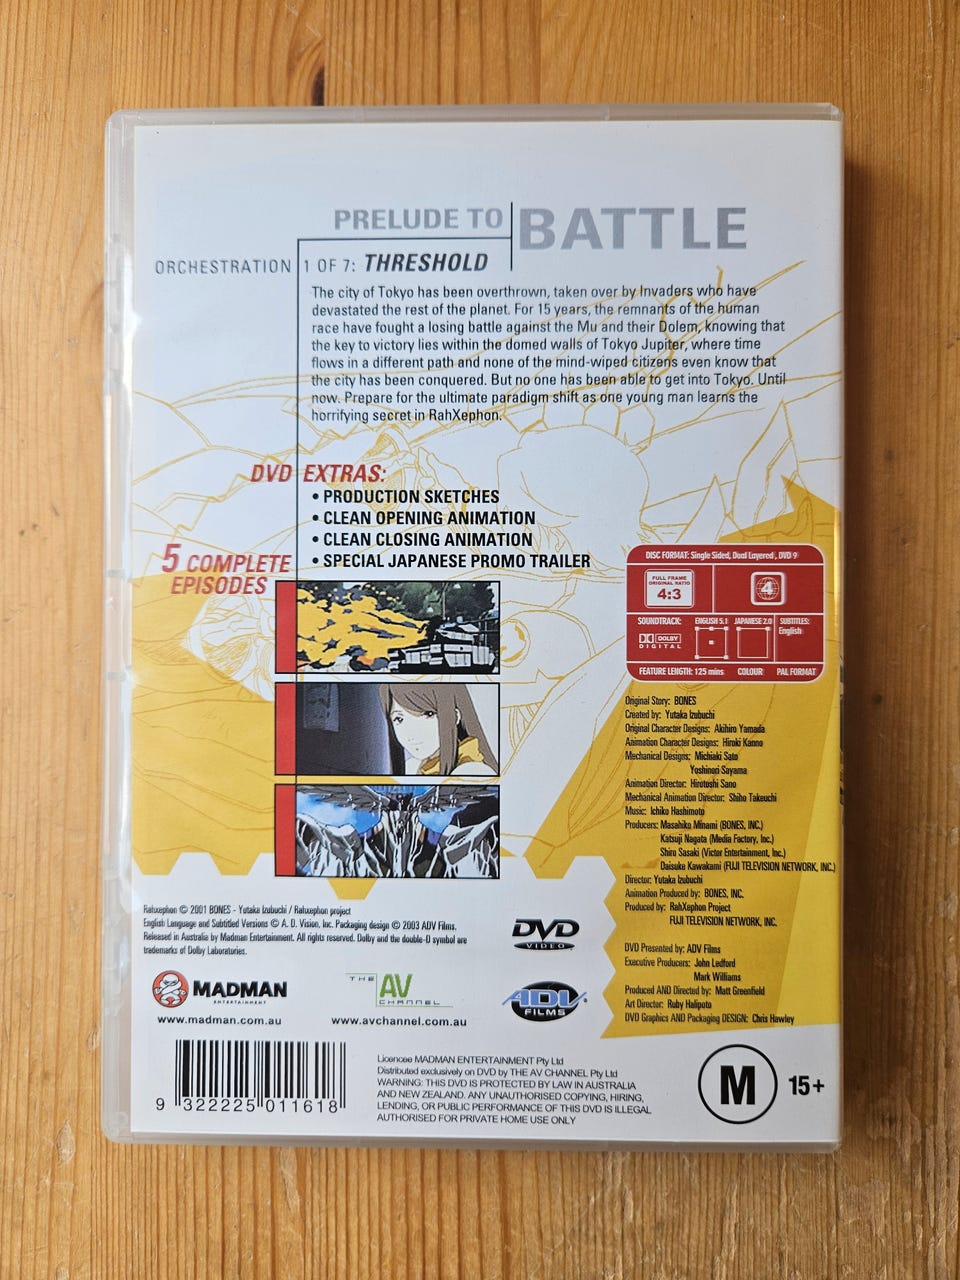 PRELUDE TO BATTLE
ORCHESTRATION 1 OF 7: THRESHOLD
The city of Tokyo has been overthrown, taken over by Invaders who have
devastated the rest of the planet. For 15 years, the remnants of the human
race have fought a losing battle against the Mu and their Dolem, knowing that
the key to victory lies within the domed walls of Tokyo Jupiter, where time
flows in a different path and none of the mind-wiped citizens even know that
the city has been conquered. But no one has been able to get into Tokyo. Until
now. Prepare for the ultimate paradigm shift as one young man learns the
horrifying secret in RahXephon.
DVD EXTRAS:
• PRODUCTION SKETCHES
• CLEAN OPENING ANIMATION
• CLEAN CLOSING ANIMATION
• SPECIAL JAPANESE PROMO TRAILER
5 COMPLETE
EPISODES
DISC FORMAT: Single Sided, Dual Layered, DVD 9
FULL FRAME
ORIGINAL RATIO
4:3
4
SOUNDTRACK:
DOLBY
DIGITAL
ENGLISH 5.1
JAPANESE 2.0
SUBTITLES:
English
FEATURE LENGTH: 125 mins COLOUR PAL FORMAT
Original Story: BONES
Created by: Yutaka Izubuchi
Original Character Designs: Akihiro Yamada
Animation Character Designs: Hiroki Kanno
Mechanical Designs: Michiaki Sato
Yoshinori Sayama
Animation Director: Hirotoshi Sano
Mechanical Animation Director: Shiho Takeuchi
Music: Ichiko Hashimoto
Producers: Masahiko Minami (BONES, INC.)
Katsuji Nagata (Media Factory, Inc.)
Shiro Sasaki (Victor Entertainment, Inc.)
Daisuke Kawakami (FUJI TELEVISION NETWORK, INC.)
Director: Yutaka Izubuchi
Animation Produced by: BONES, INC.
Produced by: RahXephon Project
FUJI TELEVISION NETWORK, INC.
DVD Presented by: ADV Films
Executive Producers: John Ledford
Mark Williams
Produced AND Directed by: Matt Greenfield
Art Director: Ruby Halipoto
DVD Graphics AND Packaging DESIGN: Chris Hawley
Rahxephon © 2001 BONES - Yutaka Izubuchi / Rahxephon project
English Language and Subtitled Versions © A. D. Vision, Inc. Packaging design © 2003 ADV Films.
Released in Australia by Madman Entertainment. All rights reserved. Dolby and the double-D symbol are
trademarks of Dolby Laboratories.
DVD
VIDEO
MADMAN
ENTERTAINMENT
www.madman.com.au
THE
AV
CHANNEL
www.avchannel.com.au
ADV
FILMS
9 322225 011618
Licencee MADMAN ENTERTAINMENT Pty Ltd
Distributed exclusively on DVD by THE AV CHANNEL Pty/Ltd
WARNING: THIS DVD IS PROTECTED BY LAW IN AUSTRALIA
AND NEW ZEALAND. ANY UNAUTHORISED COPYING, HIRING,
LENDING, OR PUBLIC PERFORMANCE OF THIS DVD IS ILLEGAL
AUTHORISED FOR PRIVATE HOME USE ONLY
M 15+